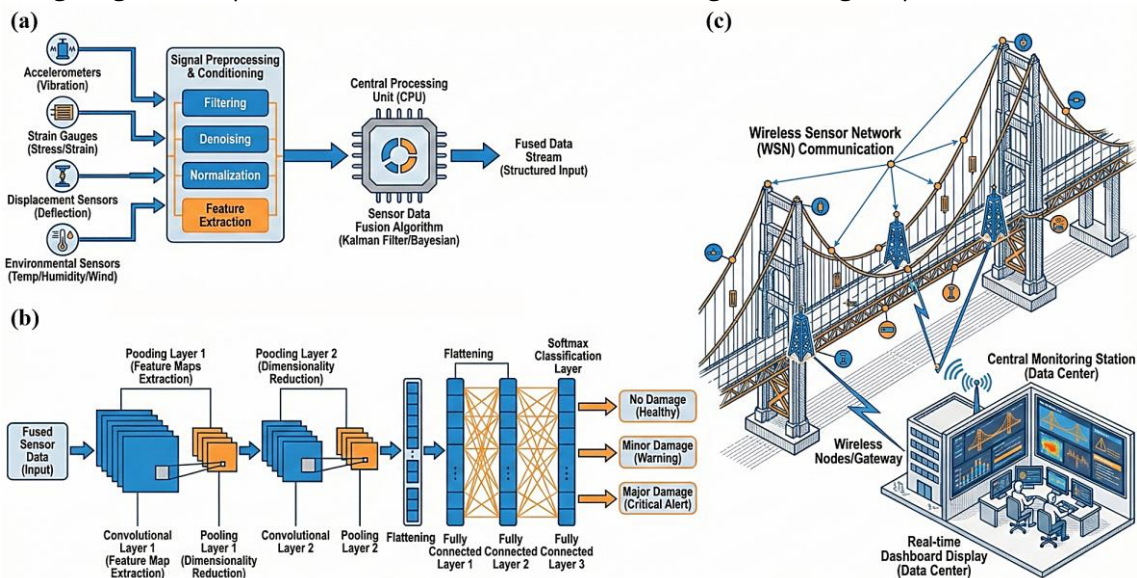 (a)
Accelerometers
(Vibration)
Strain Gauges
(Stress/Strain)
Displacement Sensors
(Deflection)
Environmental Sensors
(Temp/Humidity/Wind)
Signal Preprocessing
& Conditioning
Filtering
Denoising
Normalization
Feature
Extraction
Central Processing
Unit (CPU)
Sensor Data
Fusion Algorithm
(Kalman Filter/Bayesian)
Fused Data
Stream
(Structured Input)
(b)
Fused
Sensor
Data
(Input)
Pooding Layer 1
(Feature Maps
Extraction)
Pooding Layer 2
(Dimensionality
Reduction)
Flattening
Softmax
Classification
Layer
Convolutional
Layer 1
(Feature Map
Extraction)
Pooling
Layer 1
(Dimensionality
Reduction)
Convolutional
Layer 2
Pooling
Layer 2
Flattening
Fully
Connected
Layer 1
Fully
Connected
Layer 2
Fully
Connected
Layer 3
No Damage
(Healthy)
Minor Damage
(Warning)
Major Damage
(Critical Alert)
(c)
Wireless Sensor Network
(WSN) Communication
Wireless
Nodes/Gateway
Central Monitoring Station
(Data Center)
Real-time
Dashboard Display
(Data Center)